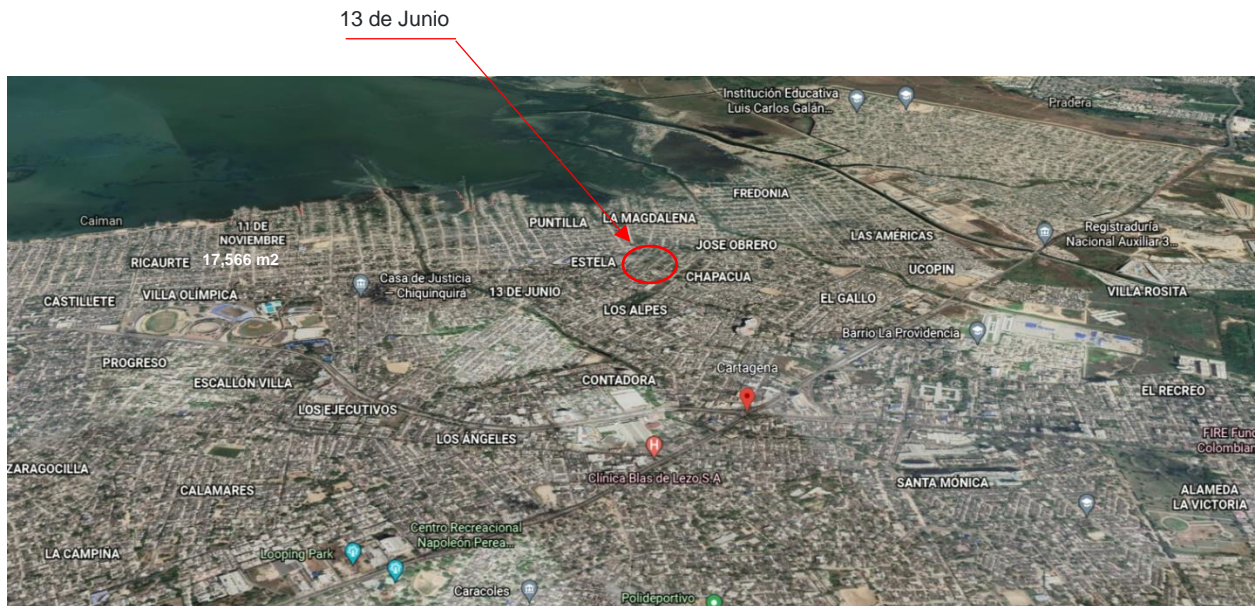 13 de Junio
Institución Educativa
Luis Carlos Galán...
Pradera
FREDONIA
Caiman
11 DE
NOVIEMBRE
PUNTILLA
LA MAGDALENA
Registraduría
Nacional Auxiliar 3...
LAS AMÉRICAS
JOSE OBRERO
RICAURTE
17,566 m2
ESTELA
UCOPIN
CHAPACUA
Casa de Justicia
– Chiquinquirá
13 DE JUNIO
VILLA ROSITA
CASTILLETE
VILLA OLÍMPICA
EL GALLO
LOS ALPES
Barrio La Providencia
PROGRESO
Cartagena
ESCALLÓN VILLA
CONTADORA
EL RECREO
LOS EJECUTIVOS
LOS ÁNGELES
FIRE Fund
Colombian
ZARAGOCILLA
Clínica Blas de Lezo S.A
SANTA MÓNICA
CALAMARES
ALAMEDA
LA VICTORIA
Centro Recreacional
Napoleón Perea...
LA CAMPIÑA
Looping Park
Caracoles
Polideportivo